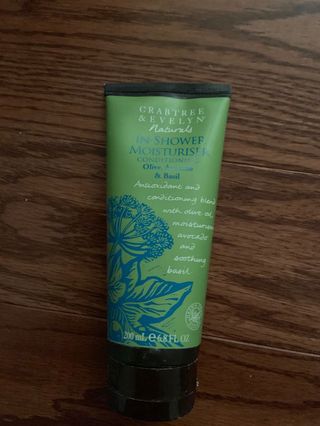 CRABTREE
& EVELYN®
Naturals
IN-SHOWER
MOISTURISER
CONDITIONING
Olive, Avocado
& Basil
Antioxidant and
conditioning blend
with olive oil
moisturising
avocado
and
soothing
basil
200 mL ℮ 6.8 FL OZ